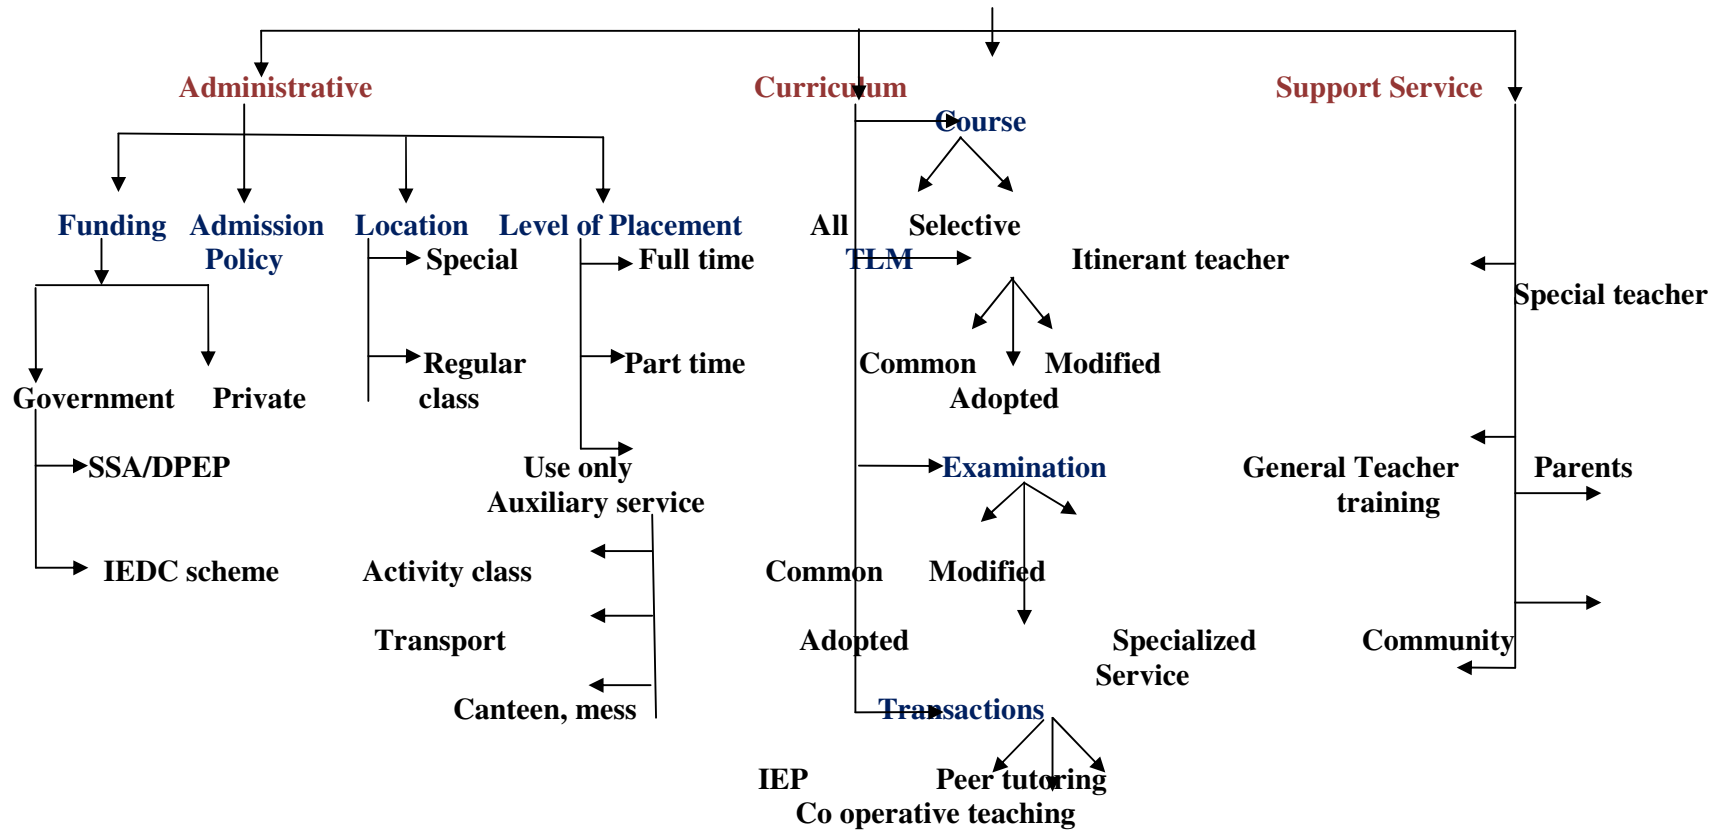 Administrative Curriculum Support Service
Course
Funding Admission Location Level of Placement All Selective
Policy Special Full time TLM Itinerant teacher
Special teacher
Regular Part time Common Modified
Government Private class Adopted
SSA/DPEP Use only Examination General Teacher Parents
Auxiliary service training
IEDC scheme Activity class Common Modified
Transport Adopted Specialized Community
Service
Canteen, mess Transactions
IEP Peer tutoring
Co operative teaching